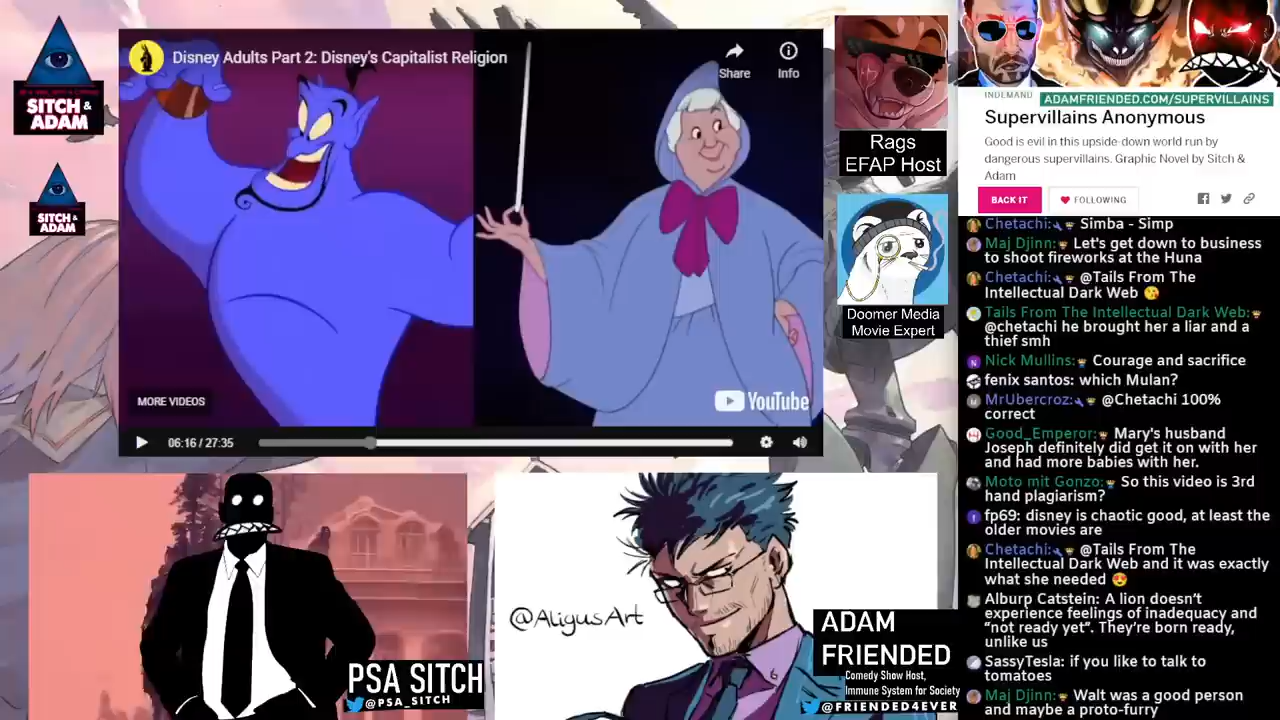 SITCH &
ADAM
SITCH &
ADAM
Disney Adults Part 2: Disney's Capitalist Religion
Share
Info
MORE VIDEOS
YouTube
06:16 / 27:35
Rags
EFAP Host
Doomer Media
Movie Expert
INDEMAND
ADAMFRIENDED.COM/SUPERVILLAINS
Supervillains Anonymous
Good is evil in this upside-down world run by
dangerous supervillains. Graphic Novel by Sitch &
Adam
BACK IT
FOLLOWING
Chetachi: Simba - Simp
Maj Djinn: Let's get down to business
to shoot fireworks at the Huna
Chetachi: @Tails From The
Intellectual Dark Web 😘
Tails From The Intellectual Dark Web:
@chetachi he brought her a liar and a
thief smh
Nick Mullins: Courage and sacrifice
fenix santos: which Mulan?
MrUbercroz: @Chetachi 100%
correct
Good_Emperor: Mary's husband
Joseph definitely did get it on with her
and had more babies with her.
Moto mit Gonzo: So this video is 3rd
hand plagiarism?
fp69: disney is chaotic good, at least the
older movies are
Chetachi: @Tails From The
Intellectual Dark Web and it was exactly
what she needed 😍
Alburp Catstein: A lion doesn't
experience feelings of inadequacy and
“not ready yet”. They're born ready,
unlike us
SassyTesla: if you like to talk to
tomatoes
Maj Djinn: Walt was a good person
and maybe a proto-furry
PSA SITCH
@PSA_SITCH
@AligusArt
ADAM
FRIENDED
Comedy Show Host,
Immune System for Society
@FRIENDED4EVER